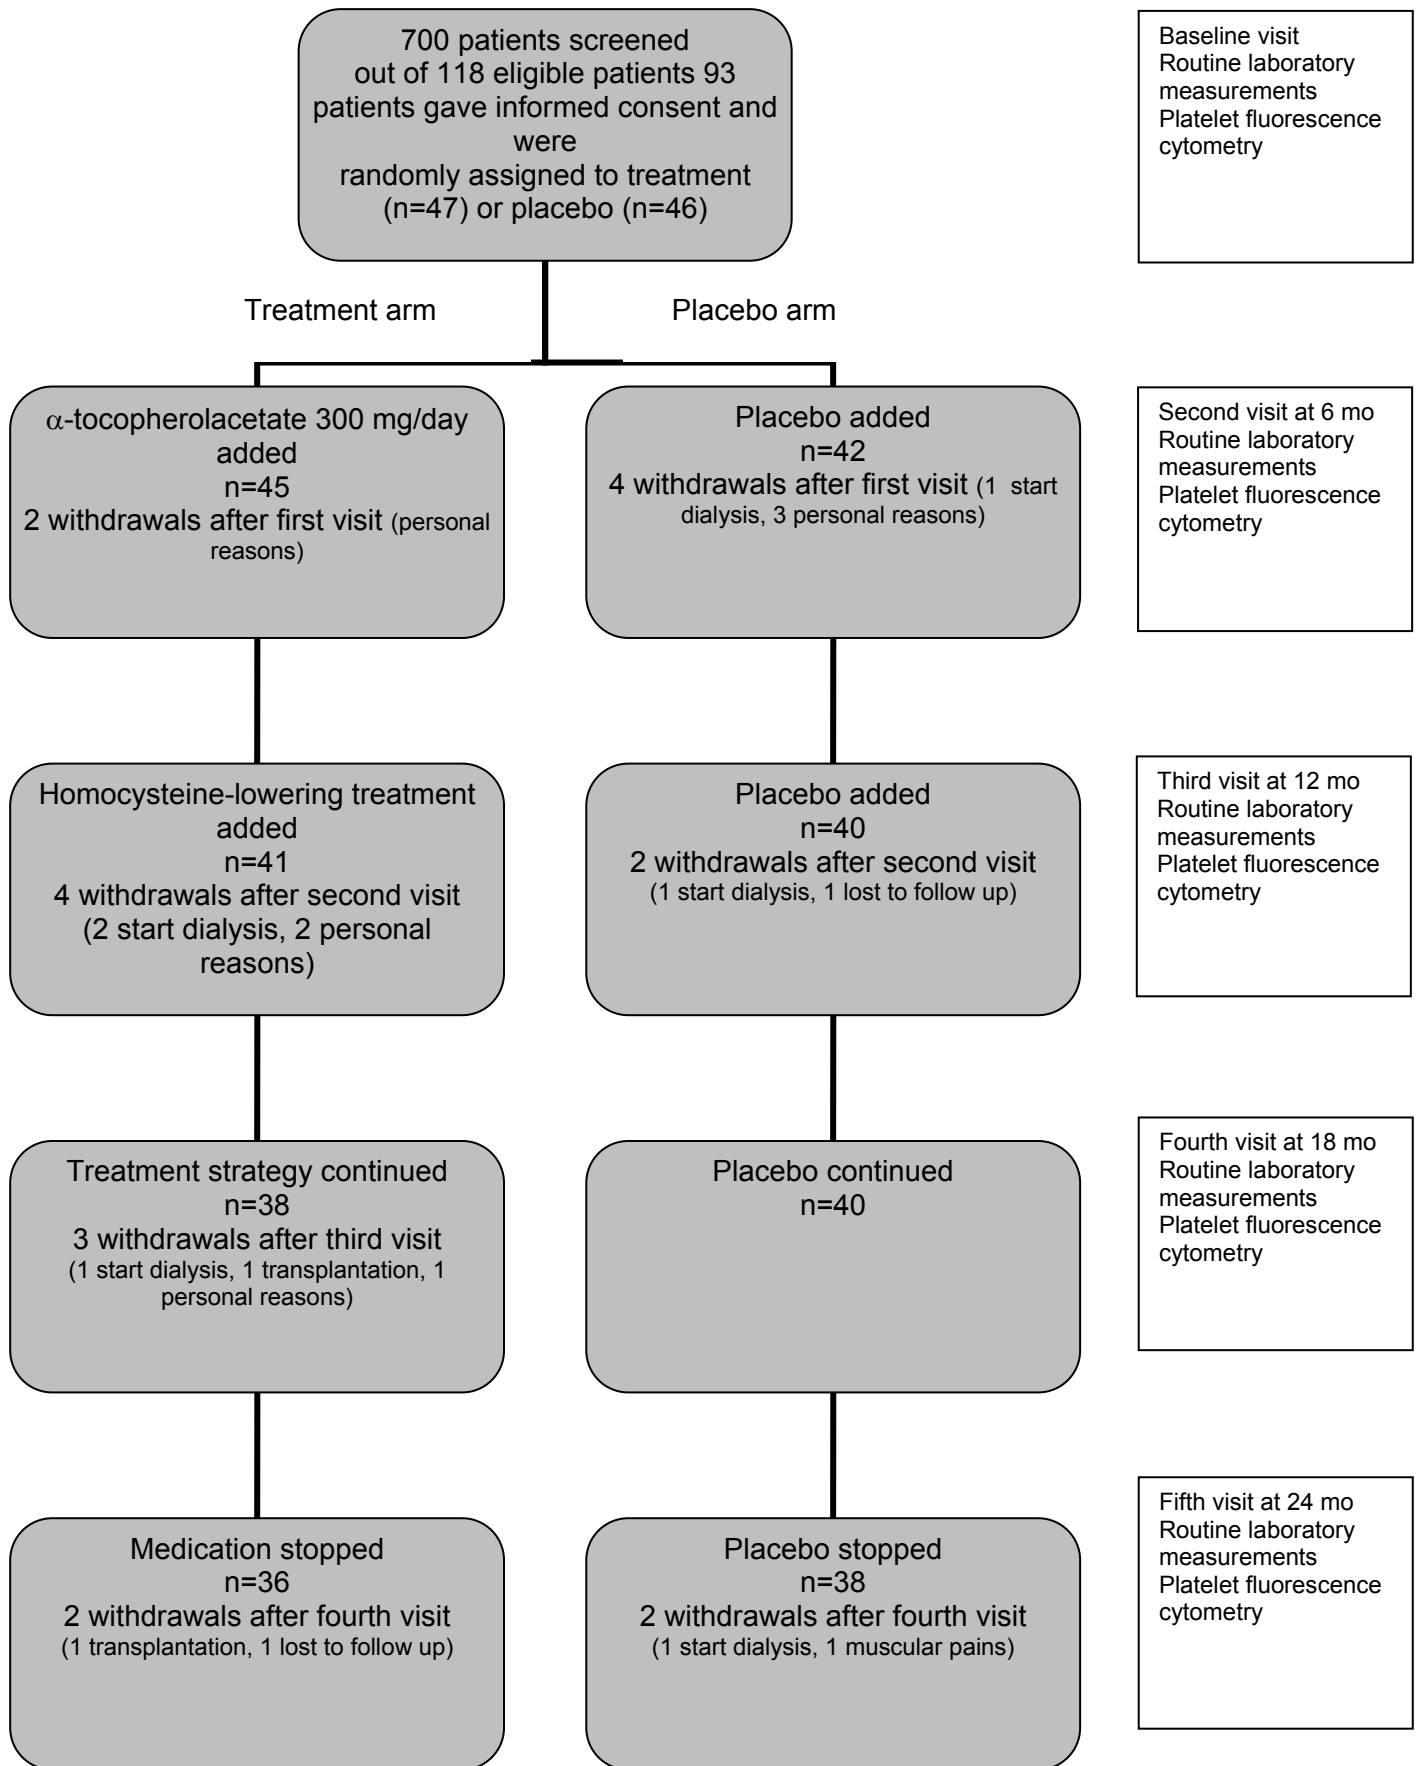 700 patients screened
out of 118 eligible patients 93
patients gave informed consent and
were
randomly assigned to treatment
(n=47) or placebo (n=46)
Baseline visit
Routine laboratory
measurements
Platelet fluorescence
cytometry
Treatment arm
Placebo arm
α-tocopherolacetate 300 mg/day
added
n=45
2 withdrawals after first visit (personal
reasons)
Placebo added
n=42
4 withdrawals after first visit (1 start
dialysis, 3 personal reasons)
Second visit at 6 mo
Routine laboratory
measurements
Platelet fluorescence
cytometry
Homocysteine-lowering treatment
added
n=41
4 withdrawals after second visit
(2 start dialysis, 2 personal
reasons)
Placebo added
n=40
2 withdrawals after second visit
(1 start dialysis, 1 lost to follow up)
Third visit at 12 mo
Routine laboratory
measurements
Platelet fluorescence
cytometry
Treatment strategy continued
n=38
3 withdrawals after third visit
(1 start dialysis, 1 transplantation, 1
personal reasons)
Placebo continued
n=40
Fourth visit at 18 mo
Routine laboratory
measurements
Platelet fluorescence
cytometry
Medication stopped
n=36
2 withdrawals after fourth visit
(1 transplantation, 1 lost to follow up)
Placebo stopped
n=38
2 withdrawals after fourth visit
(1 start dialysis, 1 muscular pains)
Fifth visit at 24 mo
Routine laboratory
measurements
Platelet fluorescence
cytometry